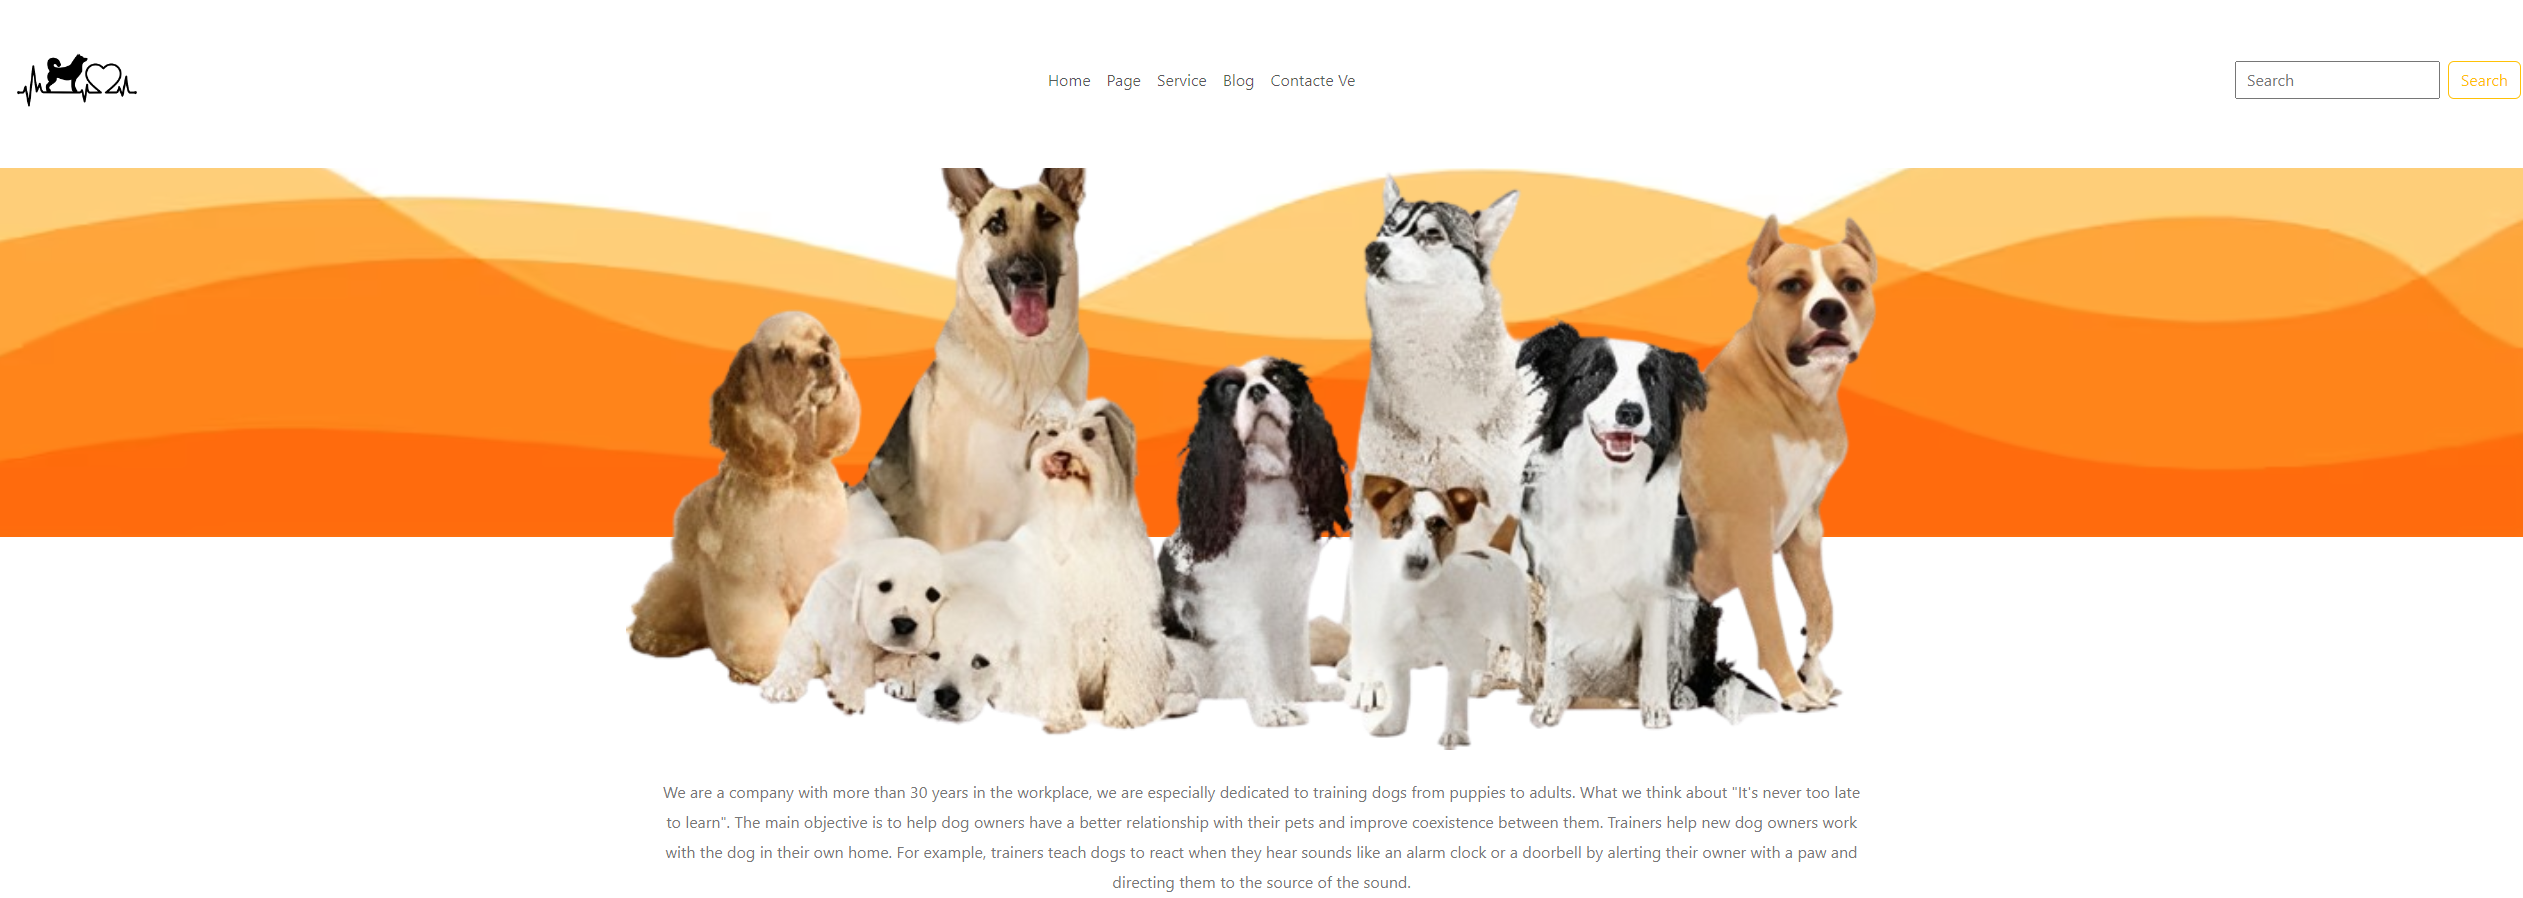 Home Page Service Blog Contacte Ve
Search Search
We are a company with more than 30 years in the workplace, we are especially dedicated to training dogs from puppies to adults. What we think about "It's never too late
to learn". The main objective is to help dog owners have a better relationship with their pets and improve coexistence between them. Trainers help new dog owners work
with the dog in their own home. For example, trainers teach dogs to react when they hear sounds like an alarm clock or a doorbell by alerting their owner with a paw and
directing them to the source of the sound.